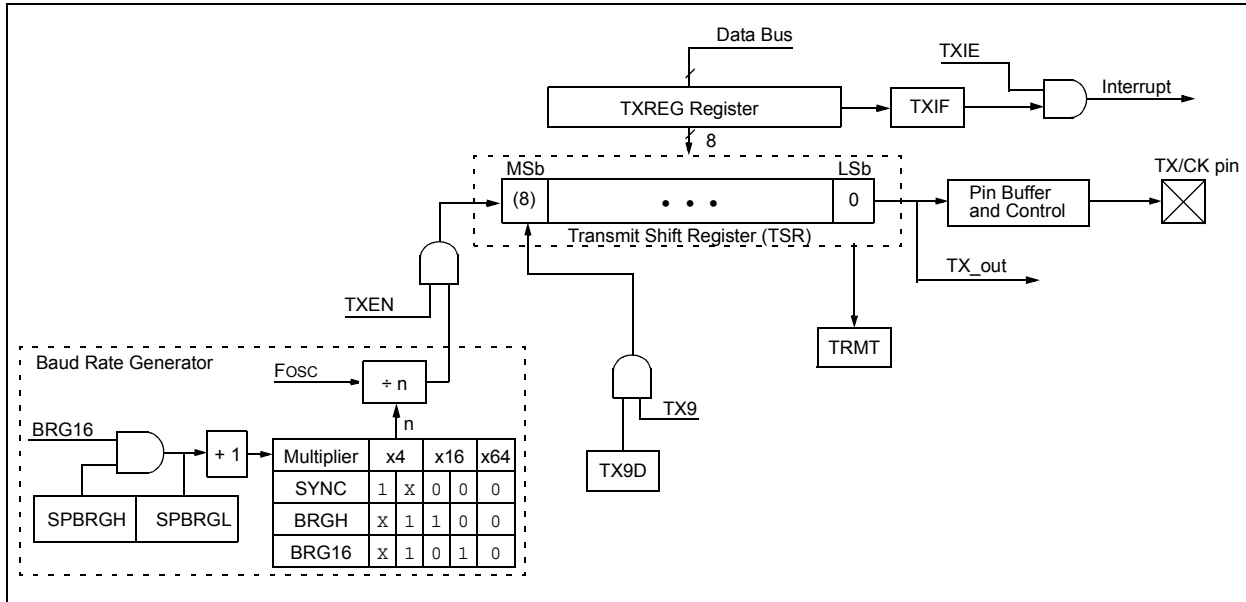 Data Bus
TXIE
Interrupt
TXREG Register
TXIF
8
MSb
LSb
TX/CK pin
(8)
• • •
0
Pin Buffer
and Control
Transmit Shift Register (TSR)
TX_out
TXEN
TRMT
Baud Rate Generator
FOSC
÷ n
TX9
n
BRG16
+ 1
Multiplier x4 x16 x64
TX9D
SYNC 1 X 0 0 0
SPBRGH SPBRGL
BRGH X 1 1 0 0
BRG16 X 1 0 1 0